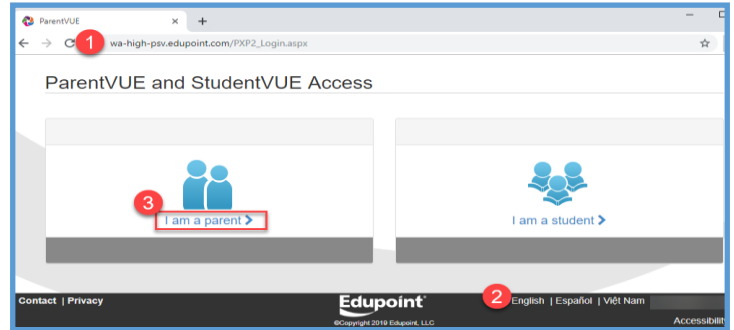 ParentVUE
1 wa-high-psv.edupoint.com/PXP2_Login.aspx
ParentVUE and StudentVUE Access
3
I am a parent
I am a student
Contact | Privacy
Edupoint
©Copyright 2019 Edupoint, LLC
2 English | Español | Việt Nam
Accessibility